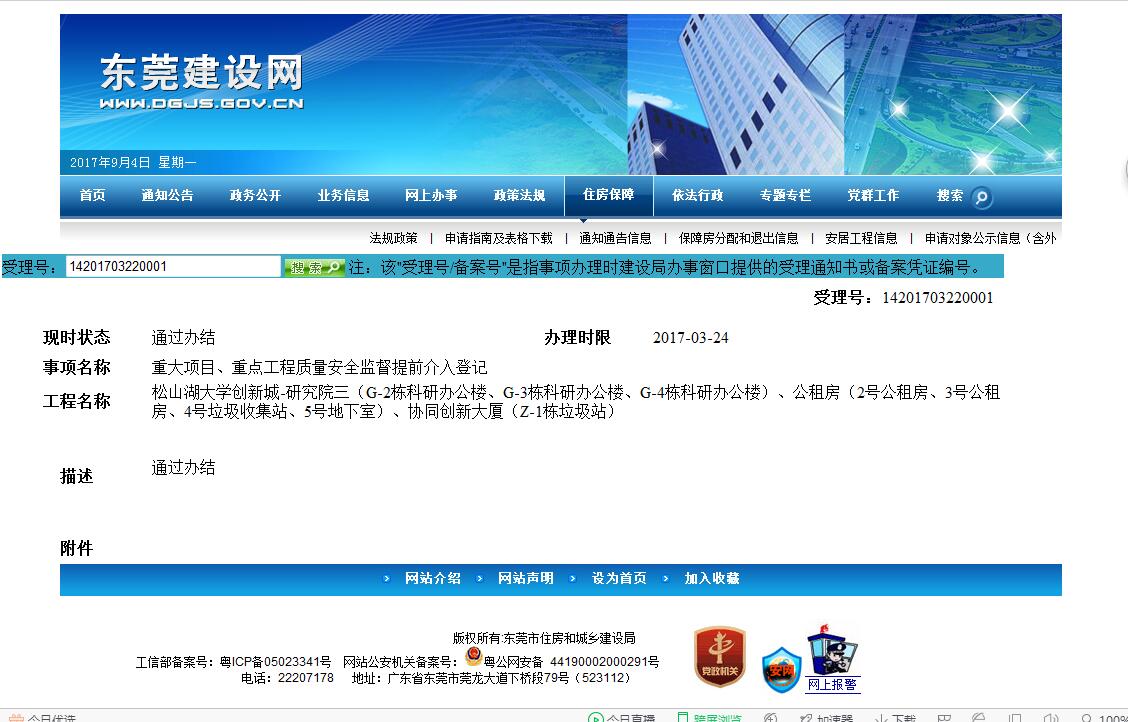 东莞建设网
WWW.DGJS.GOV.CN
2017年9月4日 星期一
首页 通知公告 政务公开 业务信息 网上办事 政策法规 住房保障 依法行政 专题专栏 党群工作 搜索
法规政策 | 申请指南及表格下载 | 通知通告信息 | 保障房分配和退出信息 | 安居工程信息 | 申请对象公示信息（含外
受理号： 14201703220001 搜 索 注：该"受理号/备案号"是指事项办理时建设局办事窗口提供的受理通知书或备案凭证编号。
受理号：14201703220001
现时状态 通过办结 办理时限 2017-03-24
事项名称 重大项目、重点工程质量安全监督提前介入登记
工程名称 松山湖大学创新城-研究院三（G-2栋科研办公楼、G-3栋科研办公楼、G-4栋科研办公楼）、公租房（2号公租房、3号公租
房、4号垃圾收集站、5号地下室）、协同创新大厦（Z-1栋垃圾站）
描述 通过办结
附件
网站介绍 网站声明 设为首页 加入收藏
版权所有:东莞市住房和城乡建设局
工信部备案号：粤ICP备05023341号 网站公安机关备案号： 粤公网安备 44190002000291号
电话：22207178 地址：广东省东莞市莞龙大道下桥段79号（523112）
党政机关
安网
网上报警
今日优选 今日直播 跨屏浏览 加速器 下载 100%